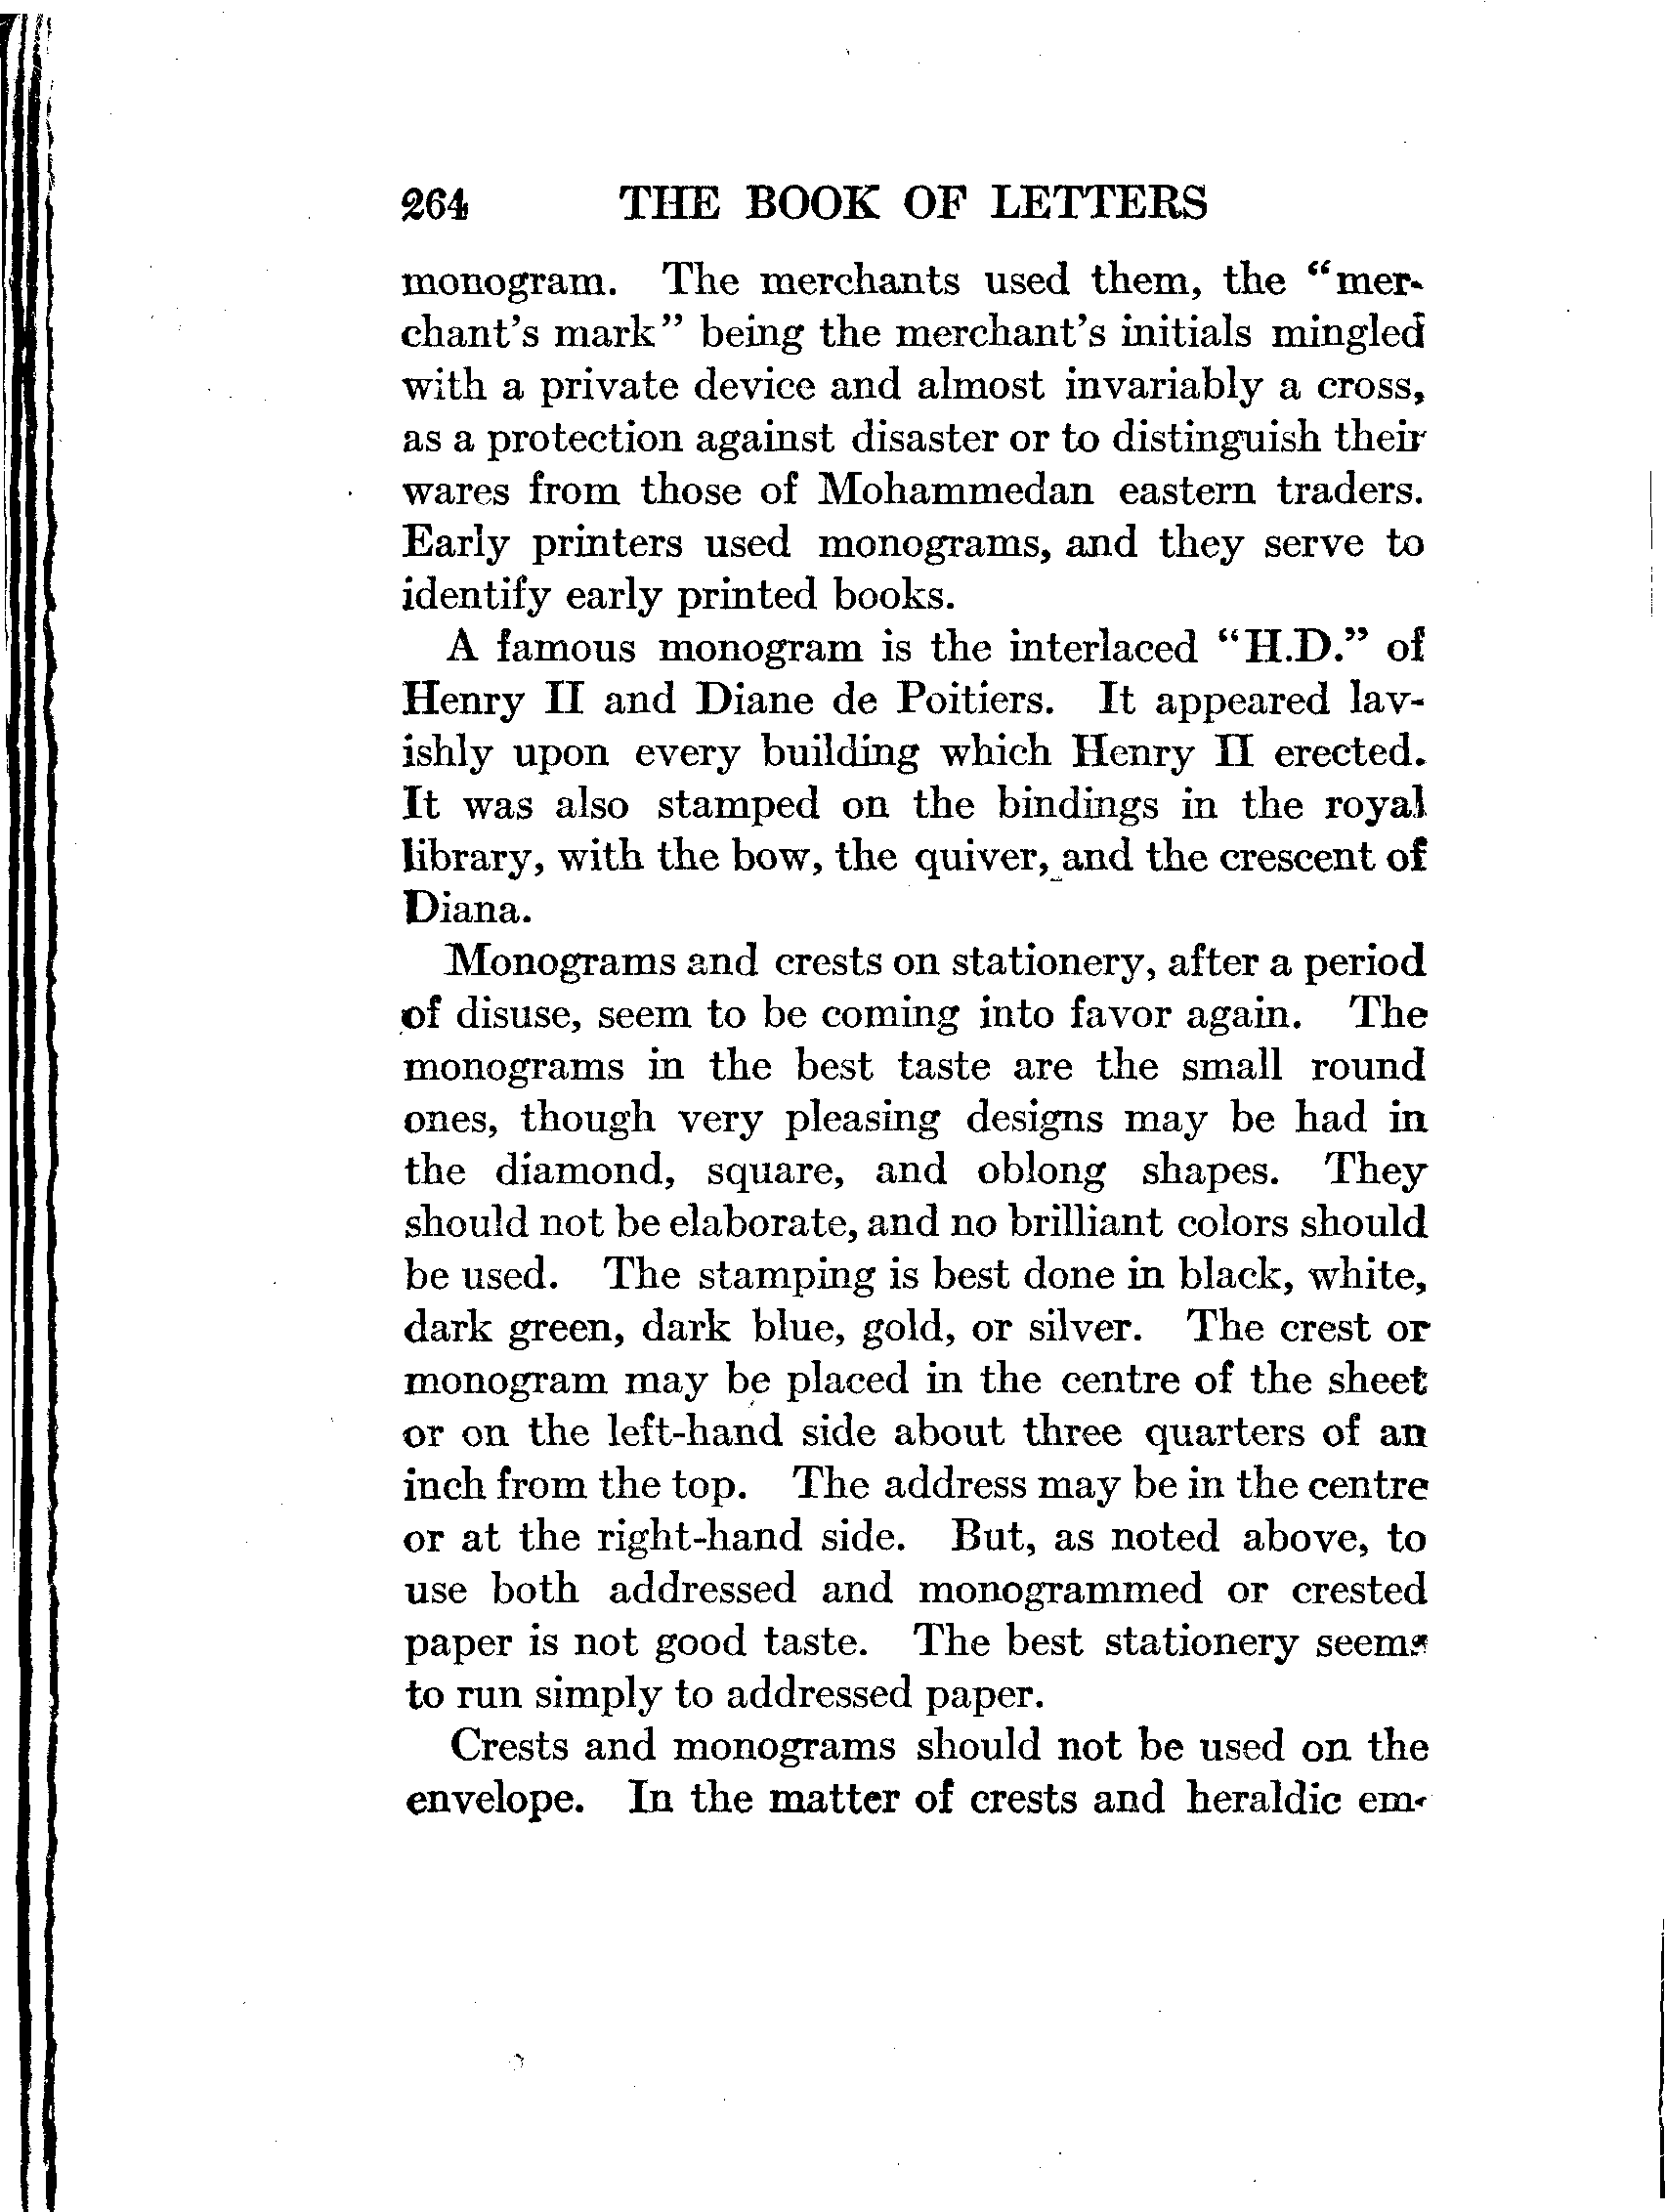 264 THE BOOK OF LETTERS
monogram. The merchants used them, the “mer-
chant’s mark” being the merchant’s initials mingled
with a private device and almost invariably a cross,
as a protection against disaster or to distinguish their
wares from those of Mohammedan eastern traders.
Early printers used monograms, and they serve to
identify early printed books.
A famous monogram is the interlaced “H.D.” of
Henry II and Diane de Poitiers. It appeared lav-
ishly upon every building which Henry II erected.
It was also stamped on the bindings in the royal
library, with the bow, the quiver, and the crescent of
Diana.
Monograms and crests on stationery, after a period
of disuse, seem to be coming into favor again. The
monograms in the best taste are the small round
ones, though very pleasing designs may be had in
the diamond, square, and oblong shapes. They
should not be elaborate, and no brilliant colors should
be used. The stamping is best done in black, white,
dark green, dark blue, gold, or silver. The crest or
monogram may be placed in the centre of the sheet
or on the left-hand side about three quarters of an
inch from the top. The address may be in the centre
or at the right-hand side. But, as noted above, to
use both addressed and monogrammed or crested
paper is not good taste. The best stationery seems
to run simply to addressed paper.
Crests and monograms should not be used on the
envelope. In the matter of crests and heraldic em-